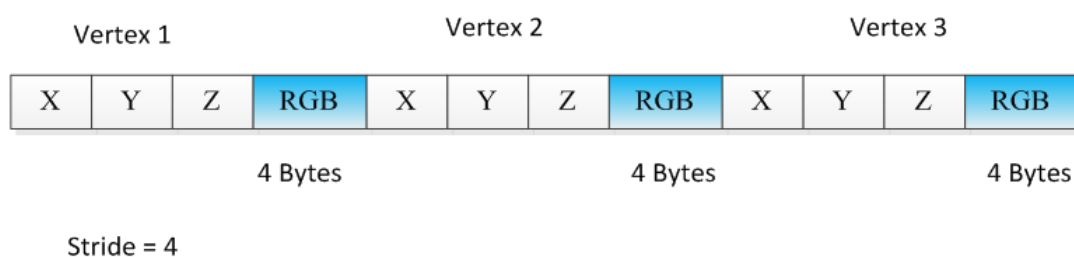 Vertex 1 Vertex 2 Vertex 3
X Y Z RGB X Y Z RGB X Y Z RGB
4 Bytes 4 Bytes 4 Bytes
Stride = 4